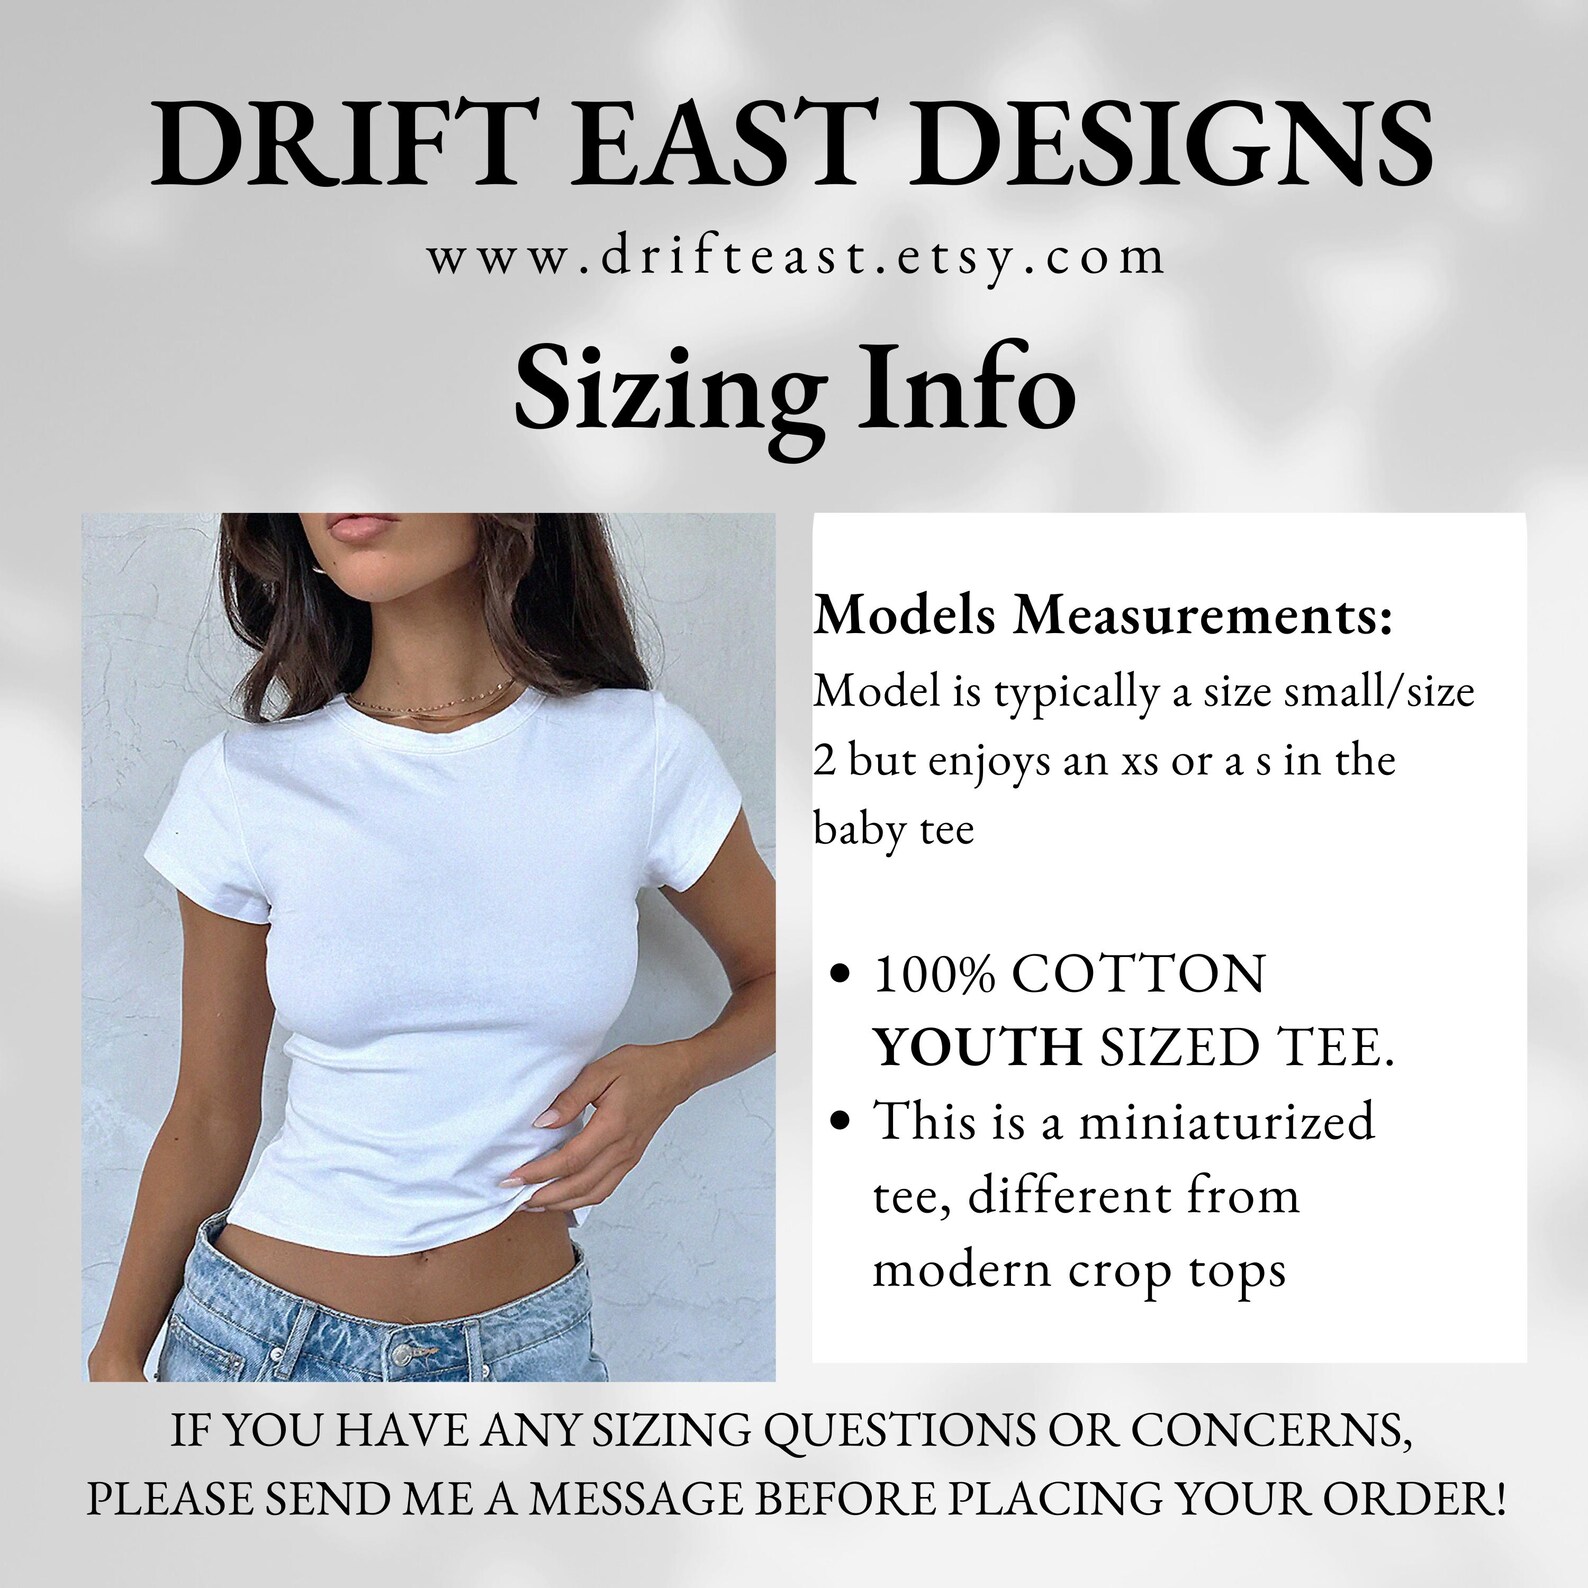 DRIFT EAST DESIGNS
www.drifteast.etsy.com
Sizing Info
Models Measurements:
Model is typically a size small/size
2 but enjoys an xs or a s in the
baby tee
• 100% COTTON
YOUTH SIZED TEE.
• This is a miniaturized
tee, different from
modern crop tops
IF YOU HAVE ANY SIZING QUESTIONS OR CONCERNS,
PLEASE SEND ME A MESSAGE BEFORE PLACING YOUR ORDER!